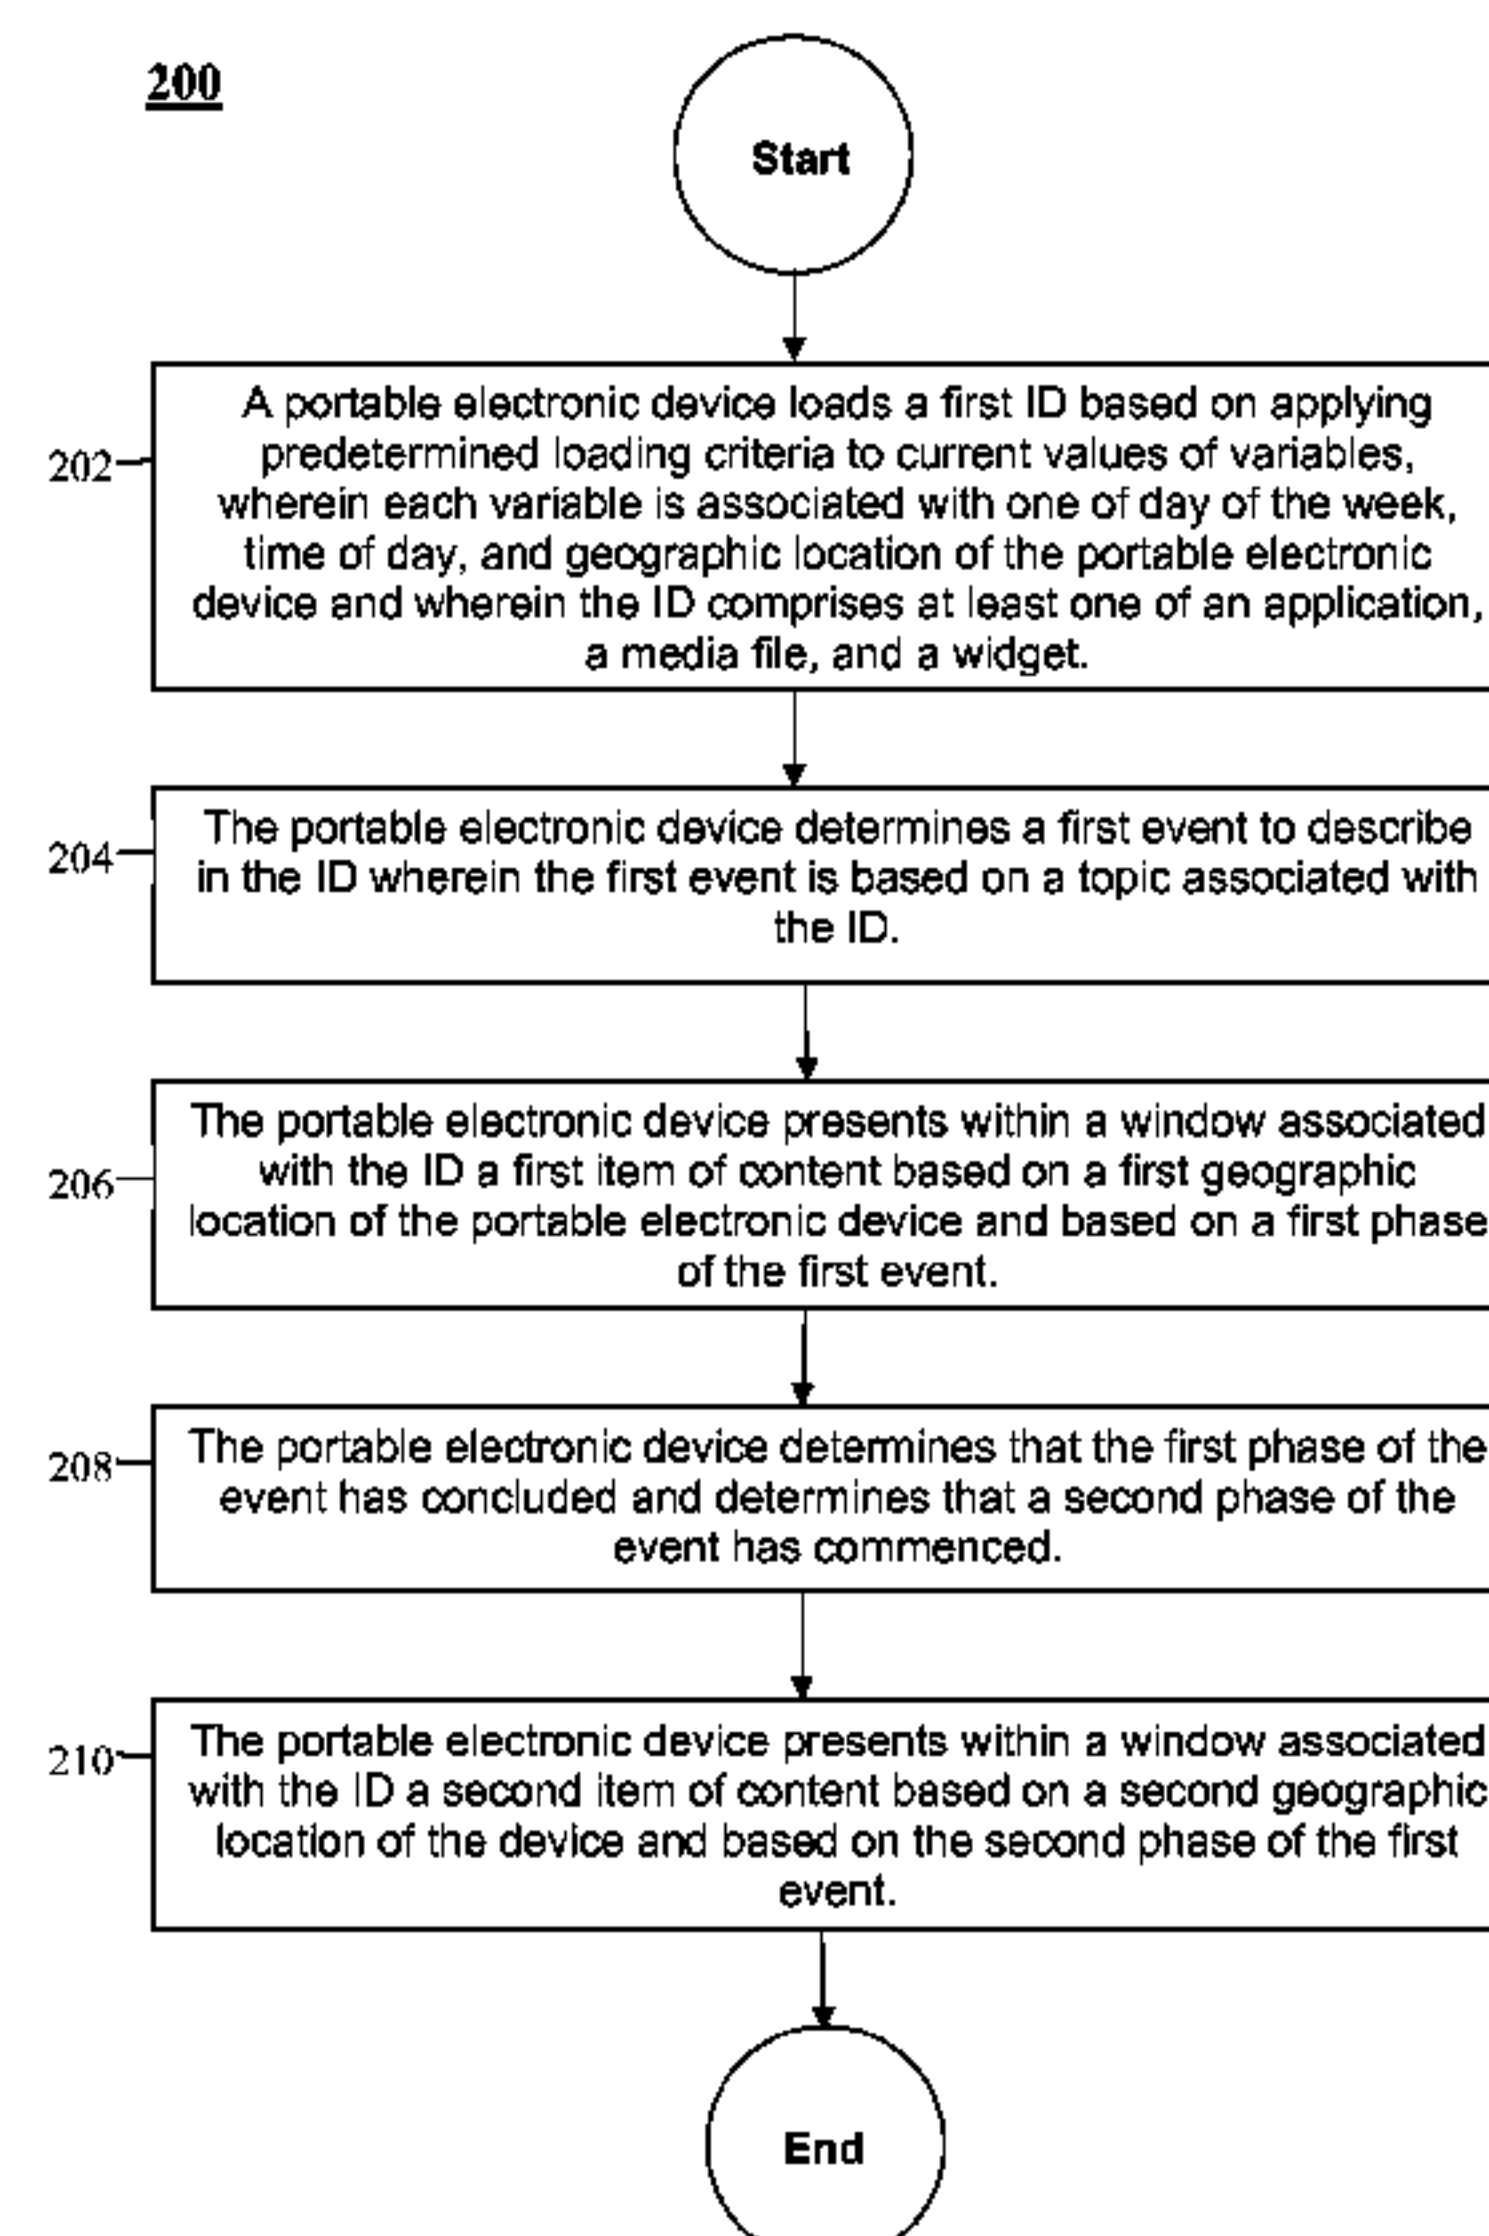 200
Start
A portable electronic device loads a first ID based on applying
predetermined loading criteria to current values of variables,
202
wherein each variable is associated with one of day of the week,
time of day, and geographic location of the portable electronic
device and wherein the ID comprises at least one of an application,
a media file, and a widget.
The portable electronic device determines a first event to describe
204
in the ID wherein the first event is based on a topic associated with
the ID.
The portable electronic device presents within a window associated
206
with the ID a first item of content based on a first geographic
location of the portable electronic device and based on a first phase
of the first event.
The portable electronic device determines that the first phase of the
208
event has concluded and determines that a second phase of the
event has commenced.
The portable electronic device presents within a window associated
210
with the ID a second item of content based on a second geographic
location of the device and based on the second phase of the first
event.
End